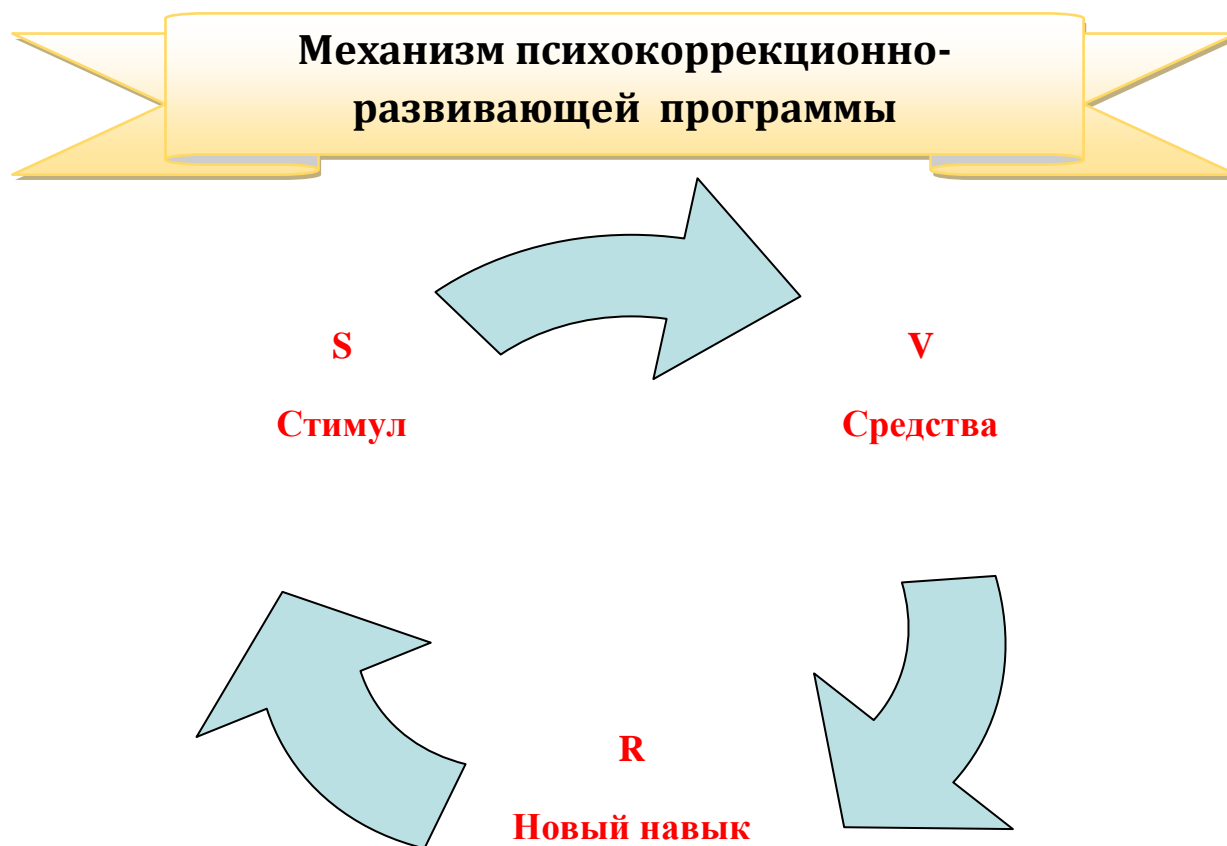 Механизм психокоррекционно-
развивающей программы
S
V
Стимул
Средства
R
Новый навык